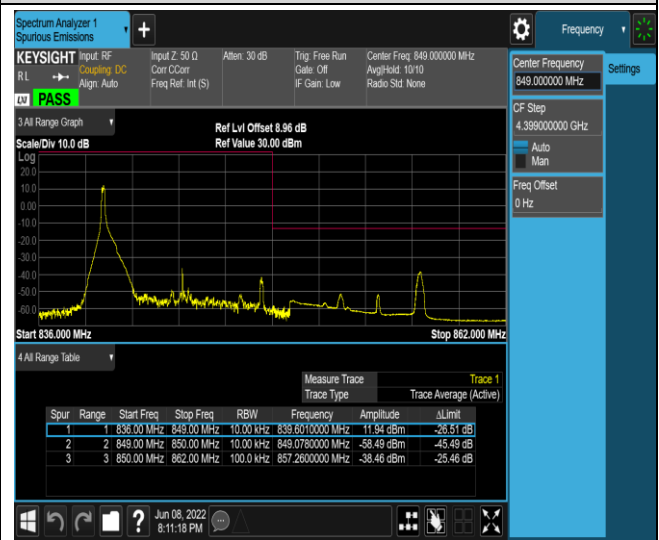 Spectrum Analyzer 1
Spurious Emissions
+
Frequency
KEYSIGHT
R L
Input: RF
Coupling: DC
Align: Auto
Input Z: 50 Ω
Corr CCorr
Freq Ref: Int (S)
Atten: 30 dB
Trig: Free Run
Gate: Off
IF Gain: Low
Center Freq: 849.000000 MHz
Avg|Hold: 10/10
Radio Std: None
LXI PASS
Center Frequency
849.000000 MHz
Settings
CF Step
4.399000000 GHz
Auto
Man
Freq Offset
0 Hz
3 All Range Graph
Scale/Div 10.0 dB
Ref Lvl Offset 8.96 dB
Ref Value 30.00 dBm
Log
20.0
10.0
0.00
-10.0
-20.0
-30.0
-40.0
-50.0
-60.0
Start 836.000 MHz
Stop 862.000 MHz
4 All Range Table
Measure Trace Trace 1
Trace Type Trace Average (Active)
Spur Range Start Freq Stop Freq RBW Frequency Amplitude ΔLimit
1 1 836.00 MHz 849.00 MHz 10.00 kHz 839.6010000 MHz 11.94 dBm -26.51 dB
2 2 849.00 MHz 850.00 MHz 10.00 kHz 849.0780000 MHz -58.49 dBm -45.49 dB
3 3 850.00 MHz 862.00 MHz 100.0 kHz 857.2600000 MHz -38.46 dBm -25.46 dB
?
Jun 08, 2022
8:11:18 PM